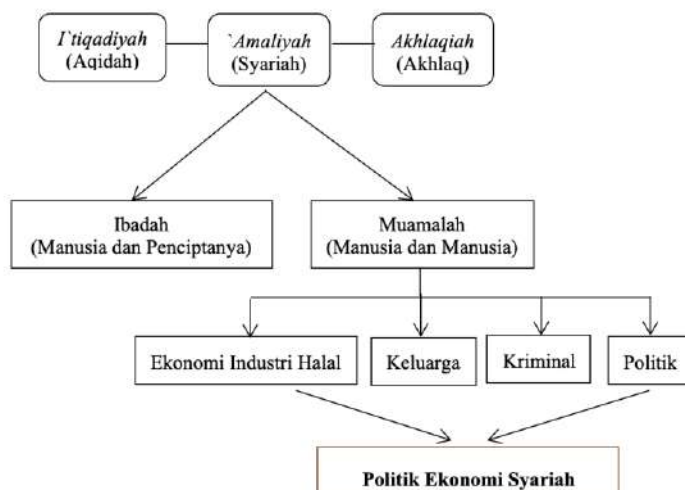 I`tiqadiyah
(Aqidah)
`Amaliyah
(Syariah)
Akhlaqiah
(Akhlaq)
Ibadah
(Manusia dan Penciptanya)
Muamalah
(Manusia dan Manusia)
Ekonomi Industri Halal
Keluarga
Kriminal
Politik
Politik Ekonomi Syariah